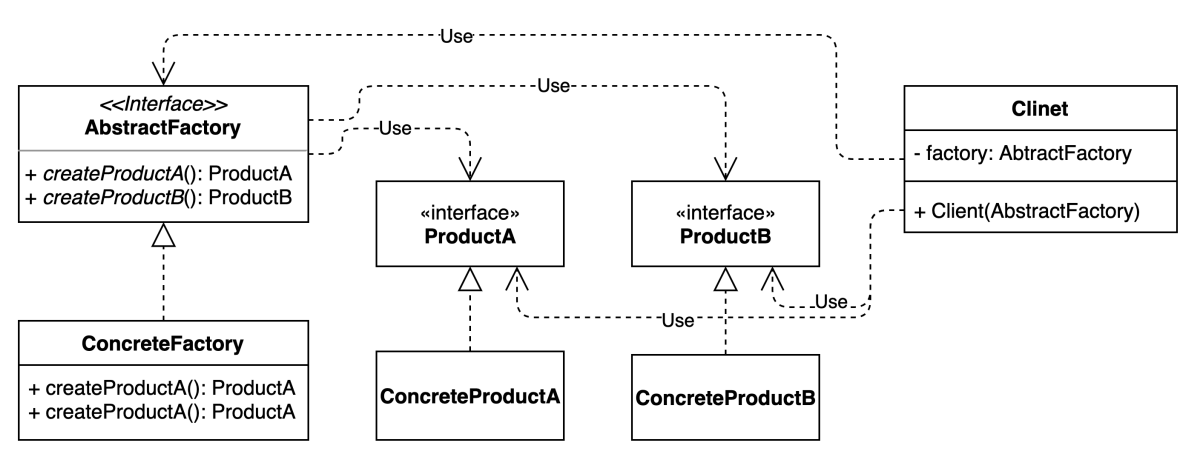 Use
Use
Use
<<Interface>>
AbstractFactory
+ createProductA(): ProductA
+ createProductB(): ProductB
«interface»
ProductA
«interface»
ProductB
Clinet
- factory: AbtractFactory
+ Client(AbstractFactory)
Use
Use
ConcreteFactory
+ createProductA(): ProductA
+ createProductA(): ProductA
ConcreteProductA
ConcreteProductB